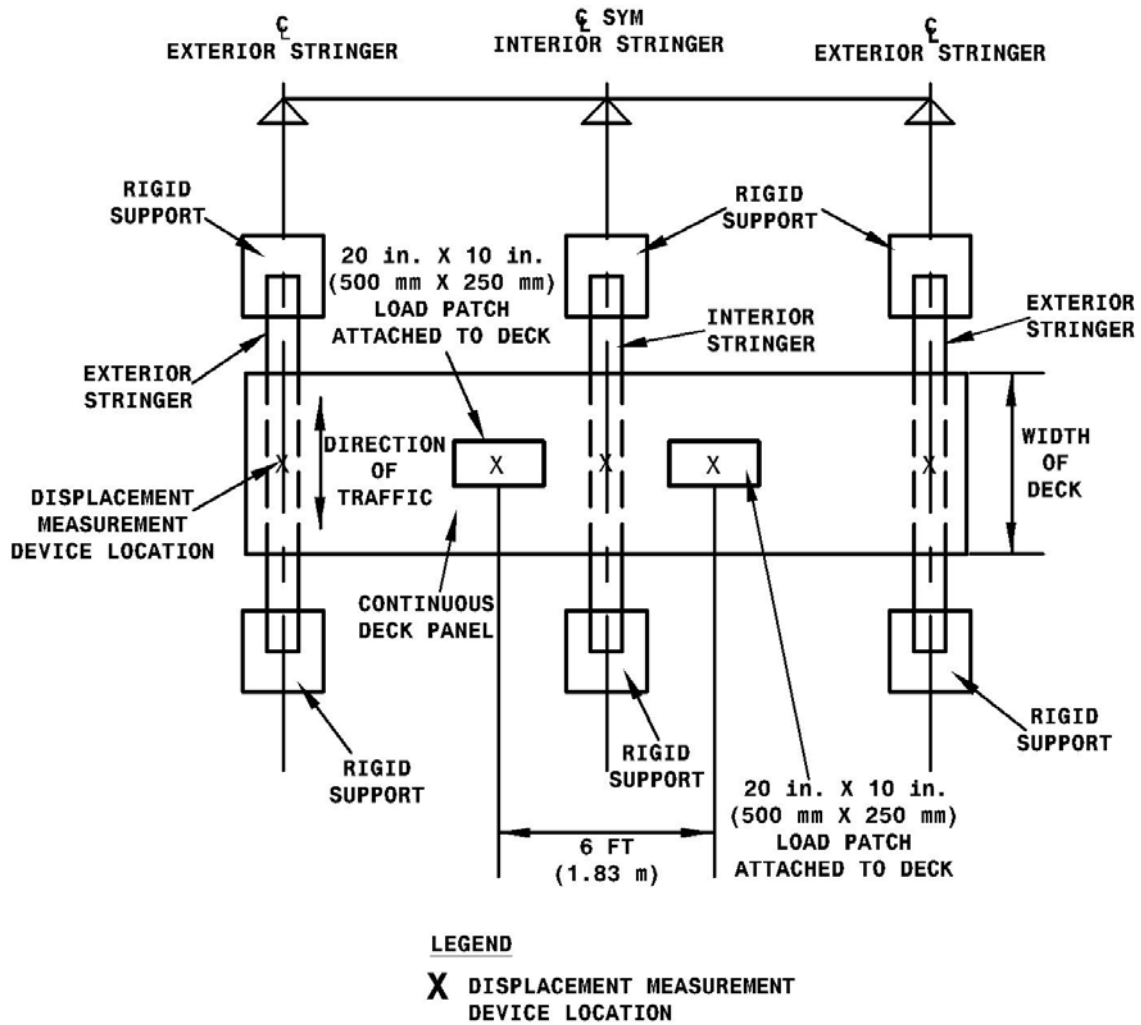 ℄
EXTERIOR STRINGER
℄ SYM
INTERIOR STRINGER
℄
EXTERIOR STRINGER
RIGID
SUPPORT
20 in. X 10 in.
(500 mm X 250 mm)
LOAD PATCH
ATTACHED TO DECK
RIGID
SUPPORT
INTERIOR
STRINGER
EXTERIOR
STRINGER
EXTERIOR
STRINGER
DIRECTION
OF
TRAFFIC
X
X
X
X
X
WIDTH
OF
DECK
DISPLACEMENT
MEASUREMENT
DEVICE LOCATION
CONTINUOUS
DECK PANEL
RIGID
SUPPORT
RIGID
SUPPORT
RIGID
SUPPORT
20 in. X 10 in.
(500 mm X 250 mm)
LOAD PATCH
ATTACHED TO DECK
6 FT
(1.83 m)
LEGEND
X DISPLACEMENT MEASUREMENT
DEVICE LOCATION